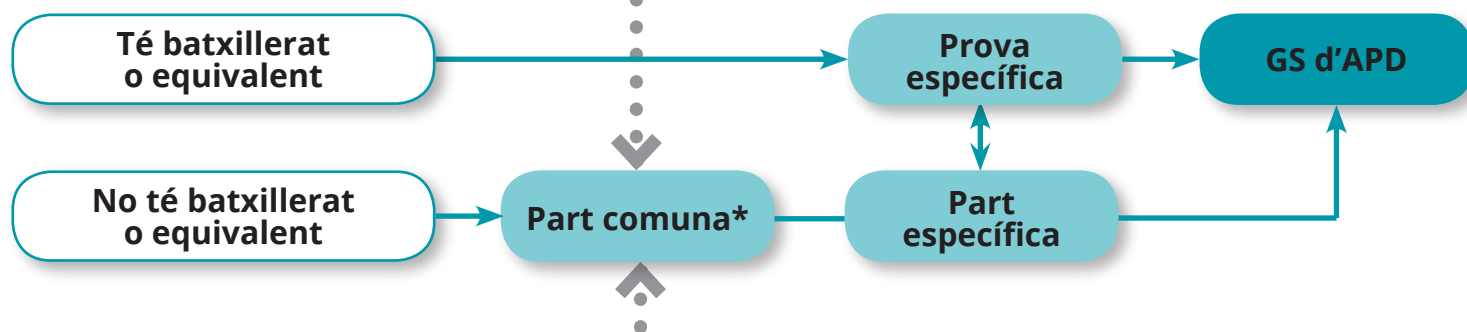 Té batxillerat
o equivalent
Prova
específica
GS d'APD
No té batxillerat
o equivalent
Part comuna*
Part
específica